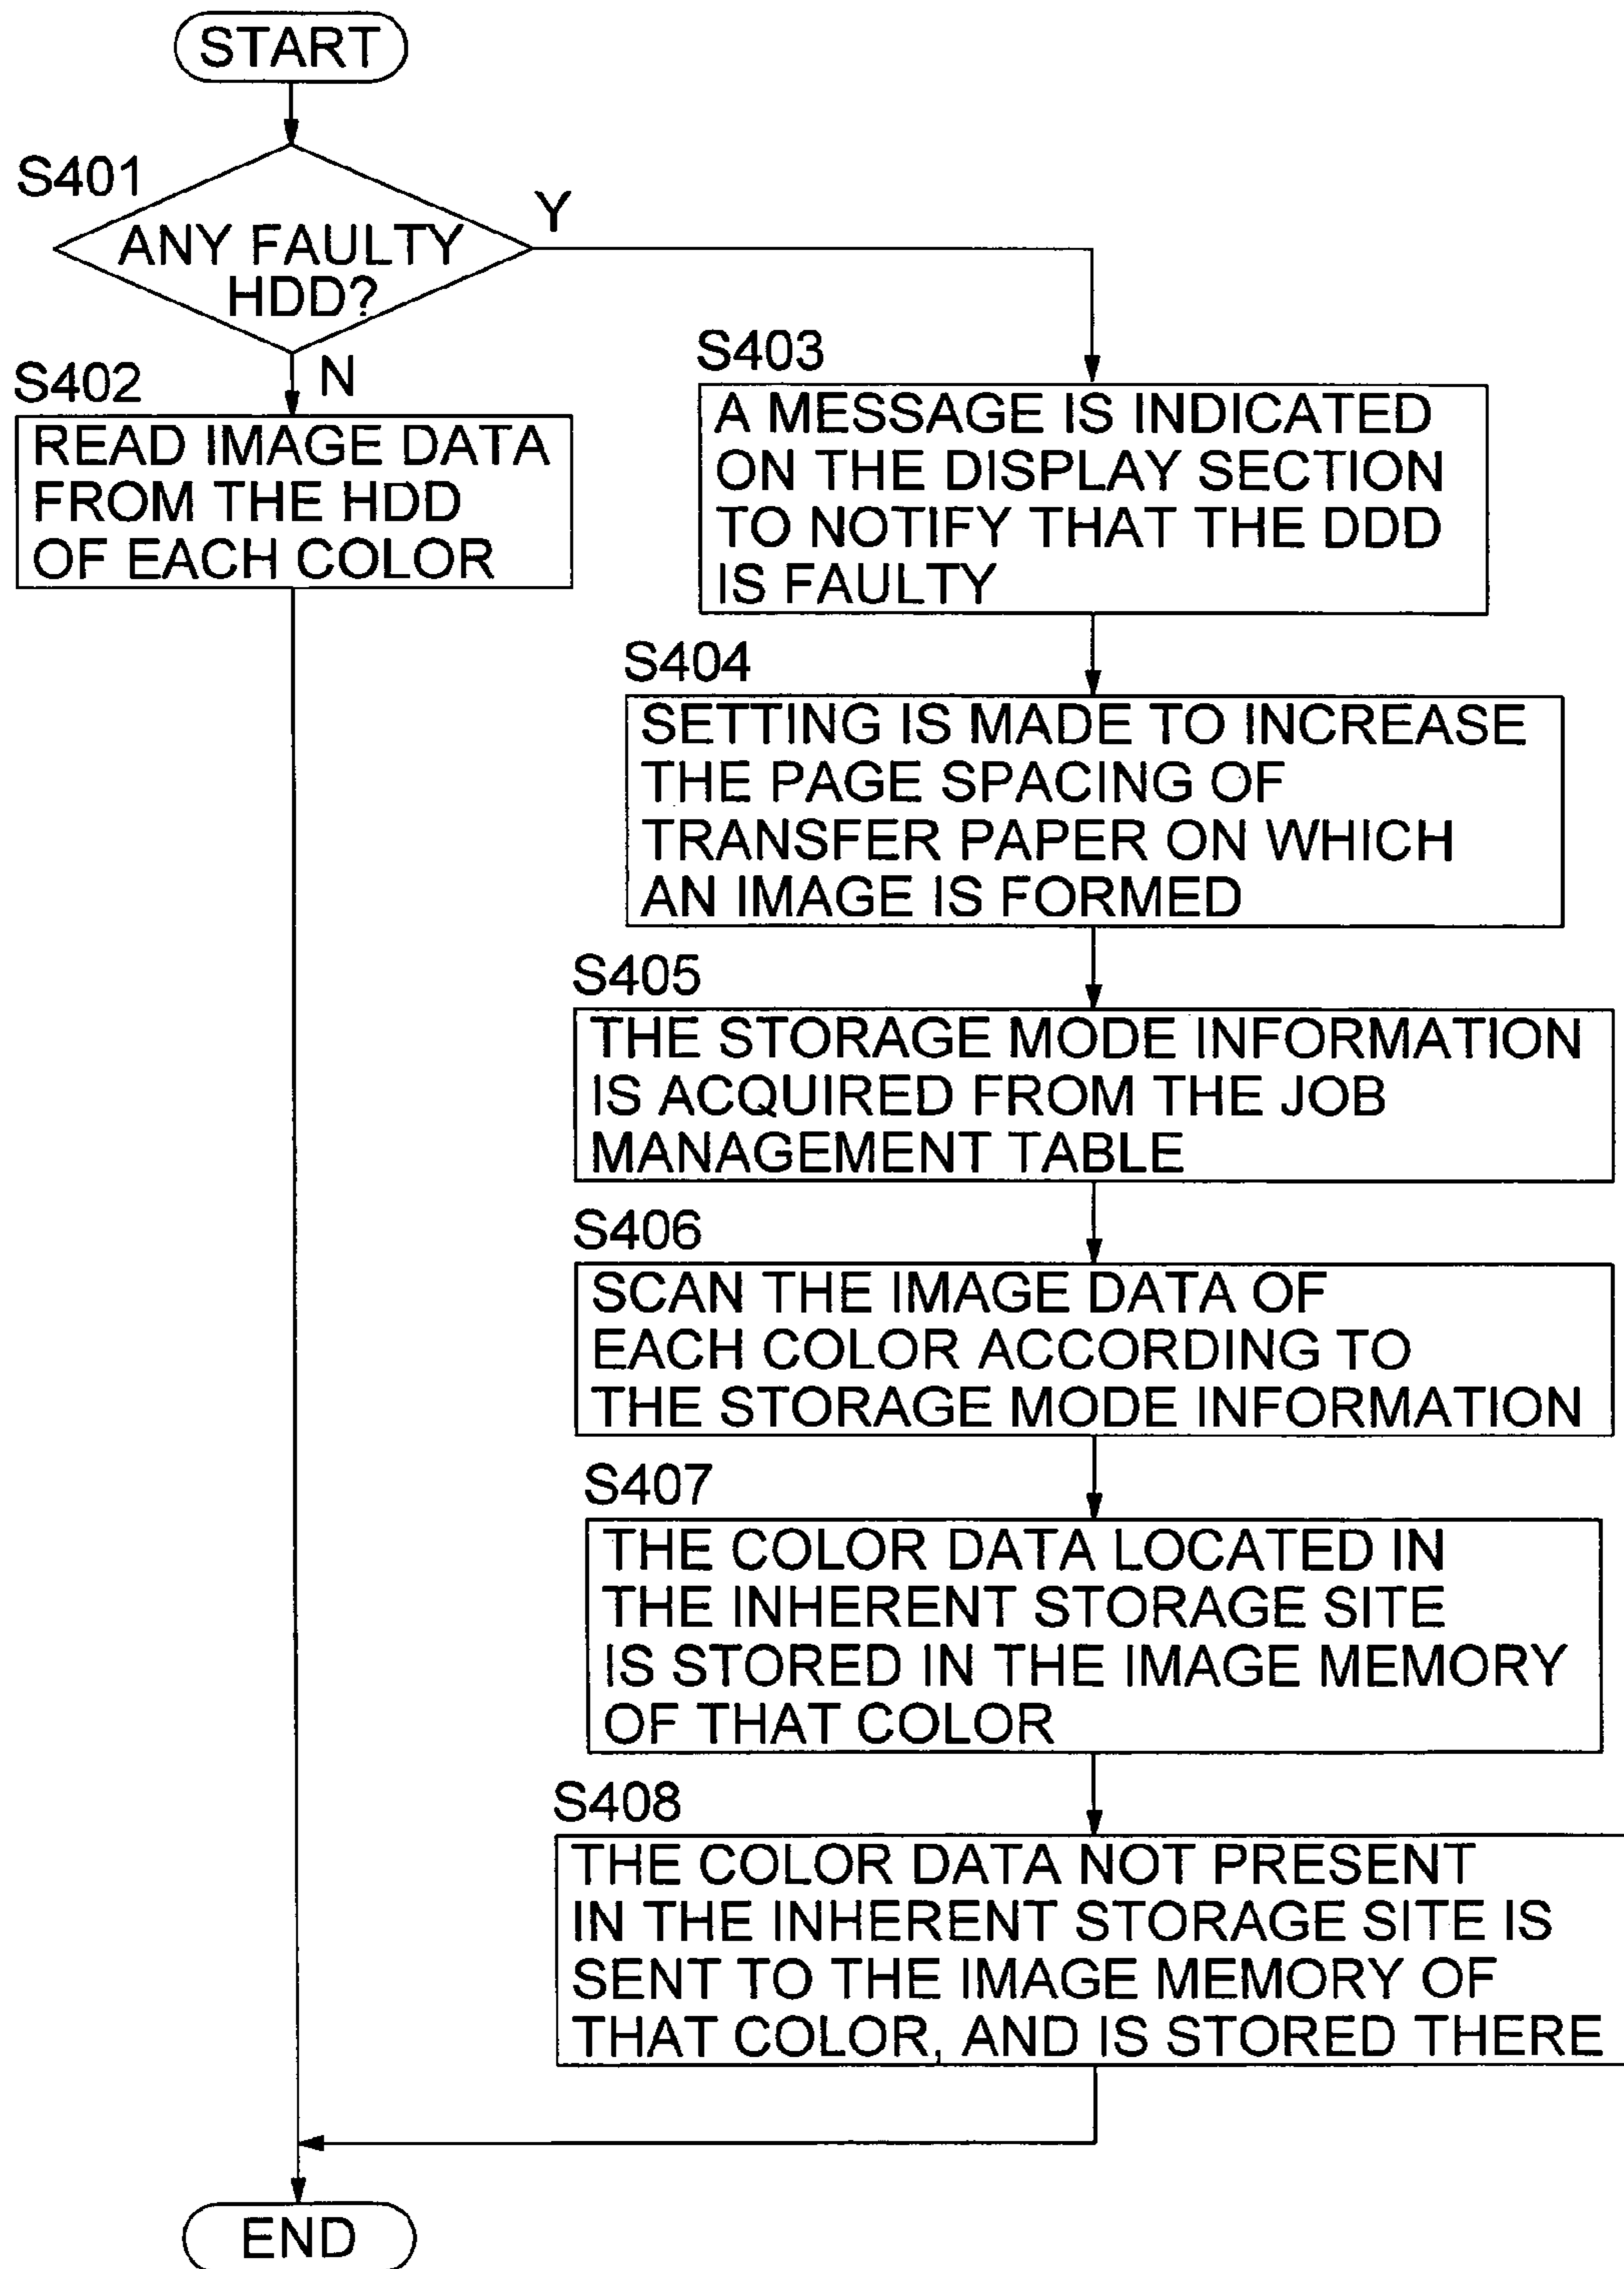 START
S401
ANY FAULTY
HDD?
Y
N
S402
READ IMAGE DATA
FROM THE HDD
OF EACH COLOR
S403
A MESSAGE IS INDICATED
ON THE DISPLAY SECTION
TO NOTIFY THAT THE DDD
IS FAULTY
S404
SETTING IS MADE TO INCREASE
THE PAGE SPACING OF
TRANSFER PAPER ON WHICH
AN IMAGE IS FORMED
S405
THE STORAGE MODE INFORMATION
IS ACQUIRED FROM THE JOB
MANAGEMENT TABLE
S406
SCAN THE IMAGE DATA OF
EACH COLOR ACCORDING TO
THE STORAGE MODE INFORMATION
S407
THE COLOR DATA LOCATED IN
THE INHERENT STORAGE SITE
IS STORED IN THE IMAGE MEMORY
OF THAT COLOR
S408
THE COLOR DATA NOT PRESENT
IN THE INHERENT STORAGE SITE IS
SENT TO THE IMAGE MEMORY OF
THAT COLOR, AND IS STORED THERE
END